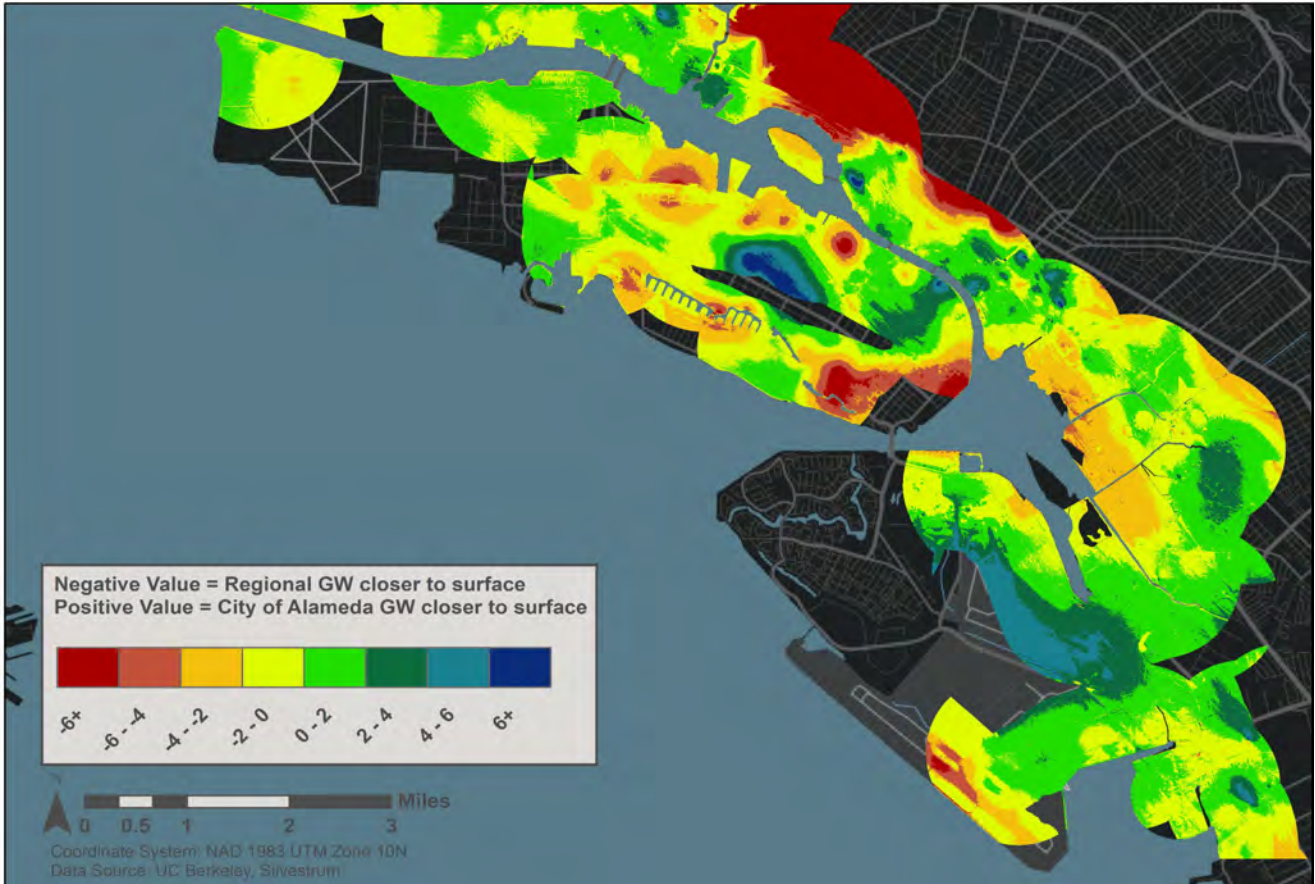 Negative Value = Regional GW closer to surface
Positive Value = City of Alameda GW closer to surface
-6+ -6 - -4 -4 - -2 -2 - 0 0 - 2 2 - 4 4 - 6 6+
Miles
0 0.5 1 2 3
Coordinate System: NAD 1983 UTM Zone 10N
Data Source: UC Berkeley, Silvestrum